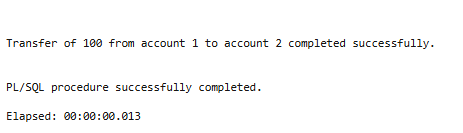 Transfer of 100 from account 1 to account 2 completed successfully.
PL/SQL procedure successfully completed.
Elapsed: 00:00:00.013